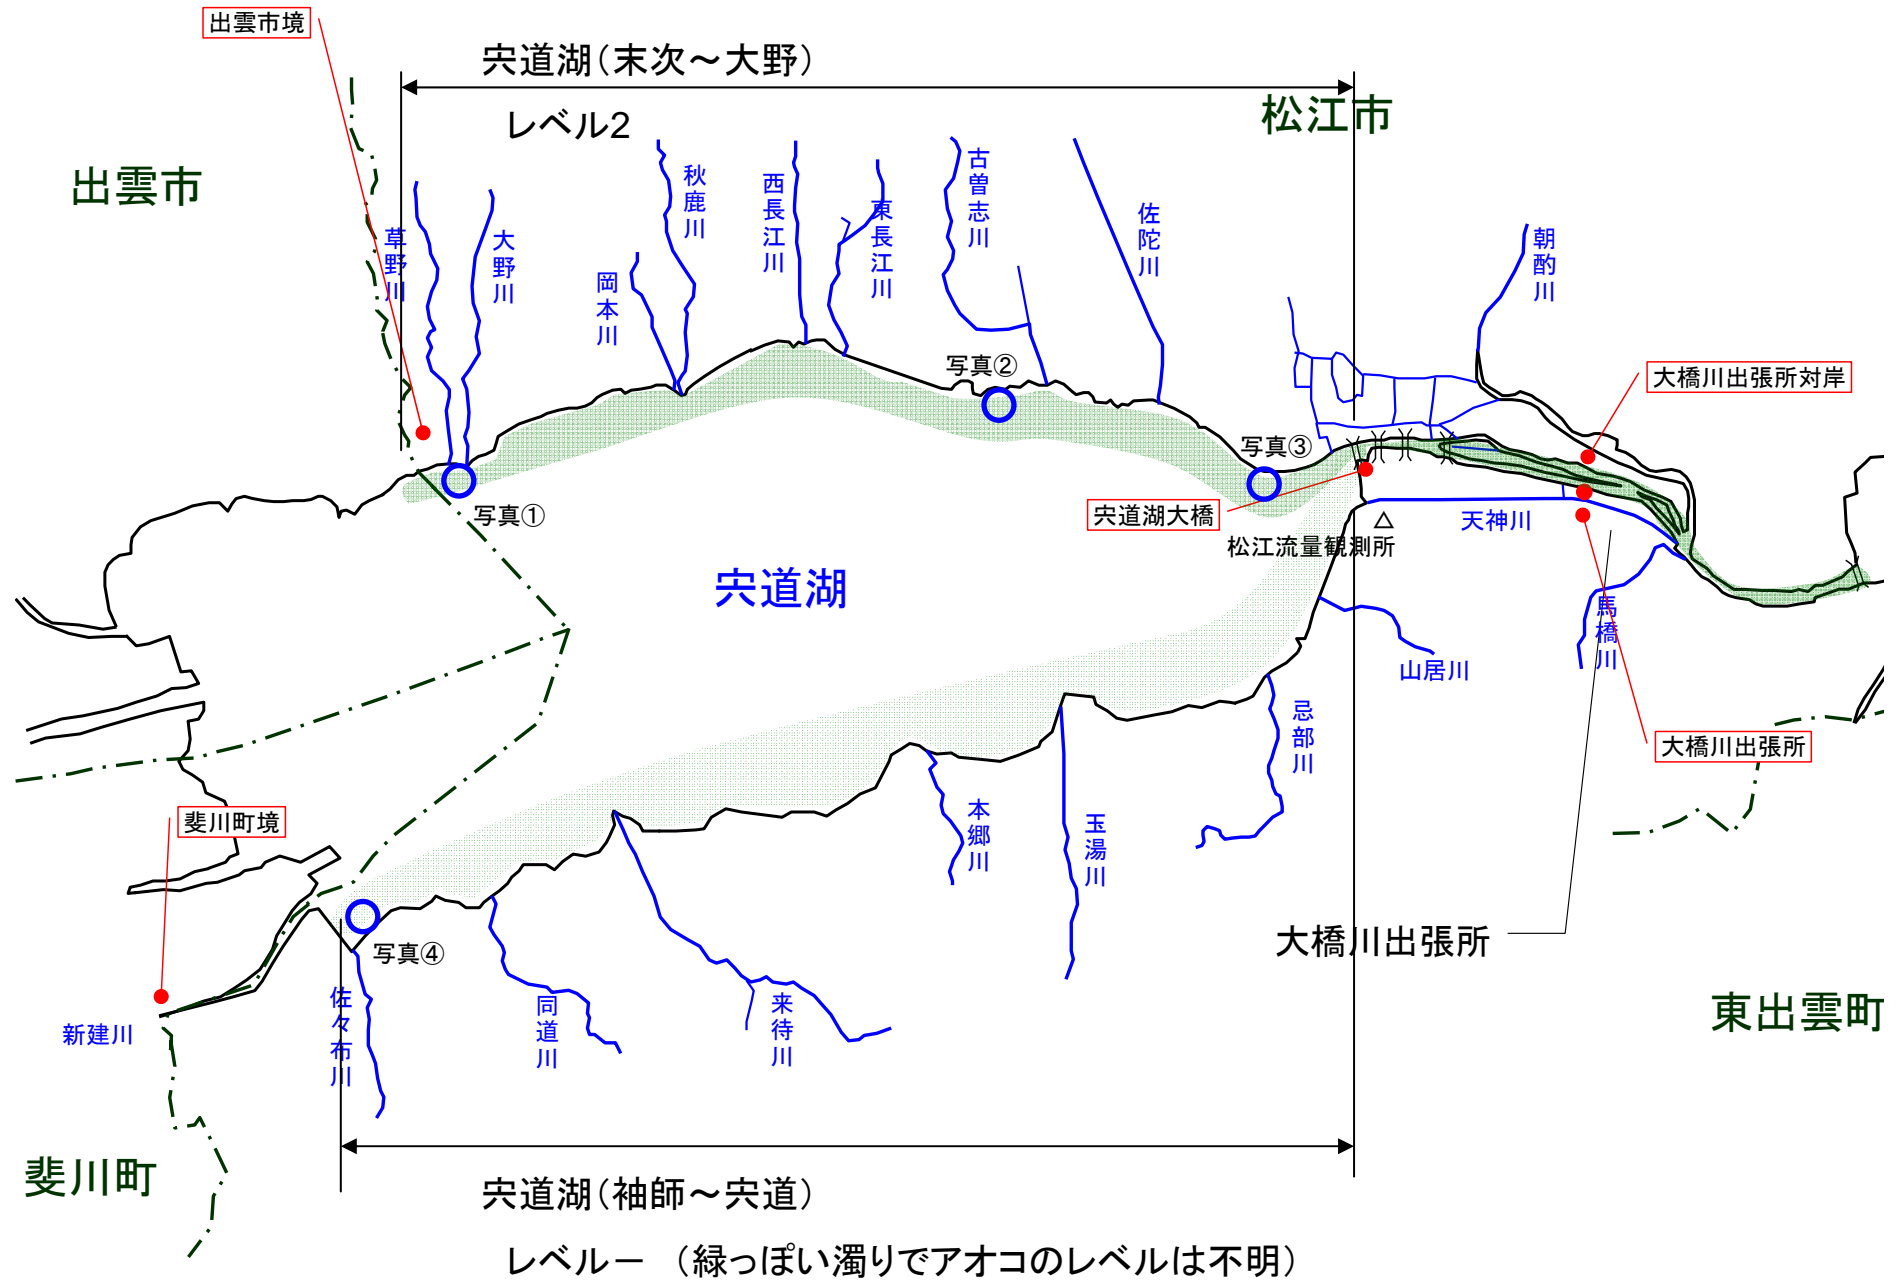 出雲市境
宍道湖(末次～大野)
レベル2
松江市
出雲市
草野川
大野川
岡本川
秋鹿川
西長江川
東長江川
古曽志川
佐陀川
朝酌川
写真②
大橋川出張所対岸
写真③
写真①
宍道湖大橋
松江流量観測所
天神川
宍道湖
馬橋川
山居川
忌部川
大橋川出張所
斐川町境
本郷川
玉湯川
大橋川出張所
写真④
新建川
佐々布川
同道川
来待川
東出雲町
斐川町
宍道湖(袖師～宍道)
レベルー (緑っぽい濁りでアオコのレベルは不明)